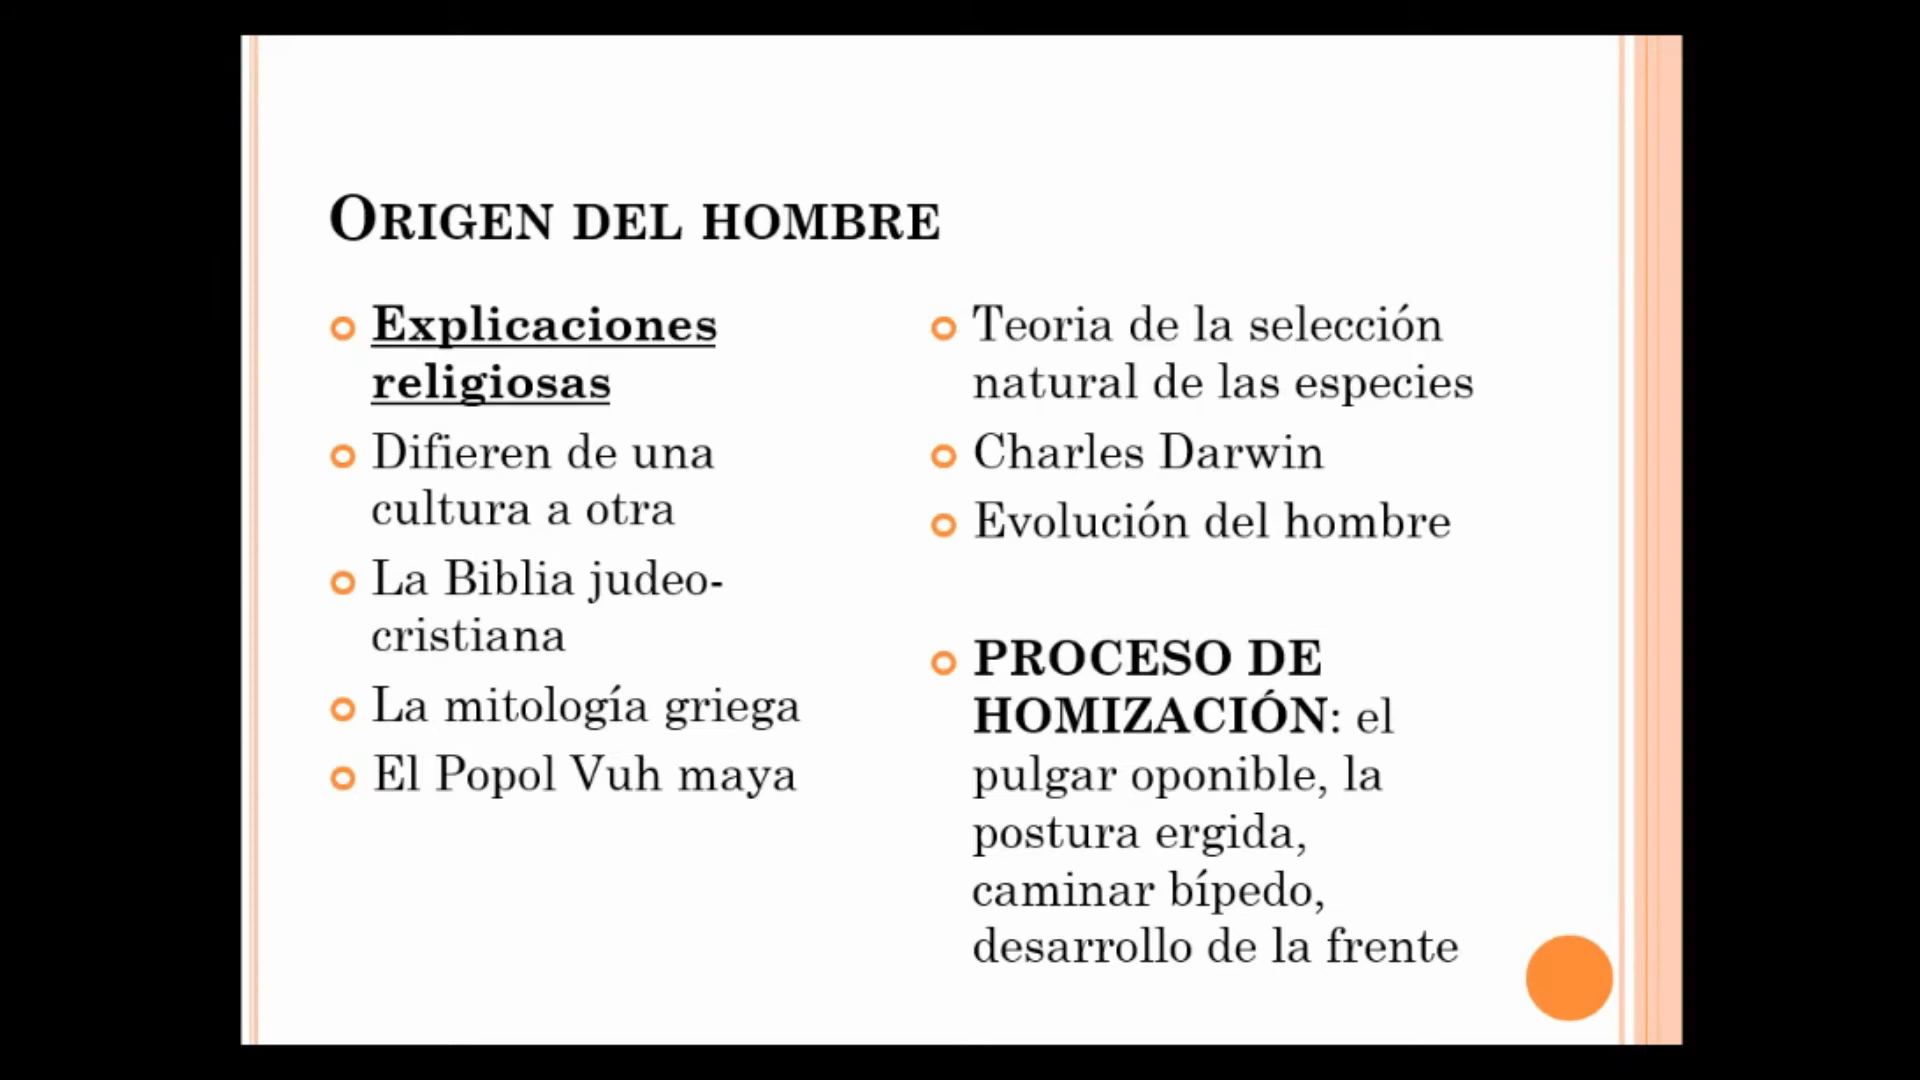 ORIGEN DEL HOMBRE
Explicaciones
religiosas
Difieren de una
cultura a otra
La Biblia judeo-
cristiana
La mitología griega
El Popol Vuh maya
Teoria de la selección
natural de las especies
Charles Darwin
Evolución del hombre
PROCESO DE
HOMIZACIÓN: el
pulgar oponible, la
postura ergida,
caminar bípedo,
desarrollo de la frente